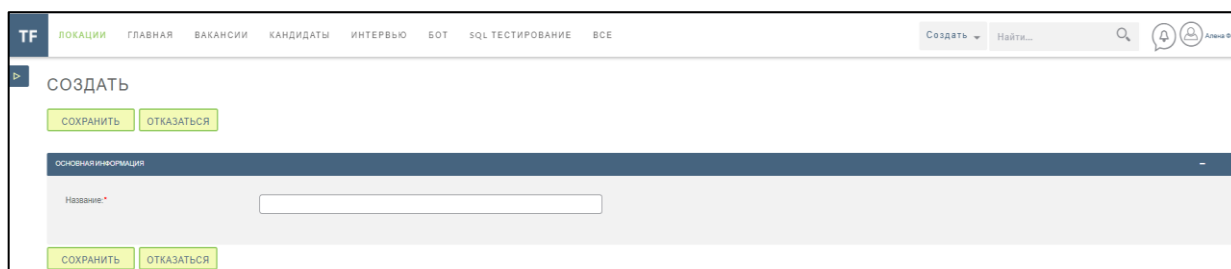 TF ЛОКАЦИИ ГЛАВНАЯ ВАКАНСИИ КАНДИДАТЫ ИНТЕРВЬЮ БОТ SQL ТЕСТИРОВАНИЕ ВСЕ Создать Найти... Алена Ф
СОЗДАТЬ
СОХРАНИТЬ ОТКАЗАТЬСЯ
ОСНОВНАЯ ИНФОРМАЦИЯ
Название:*
СОХРАНИТЬ ОТКАЗАТЬСЯ